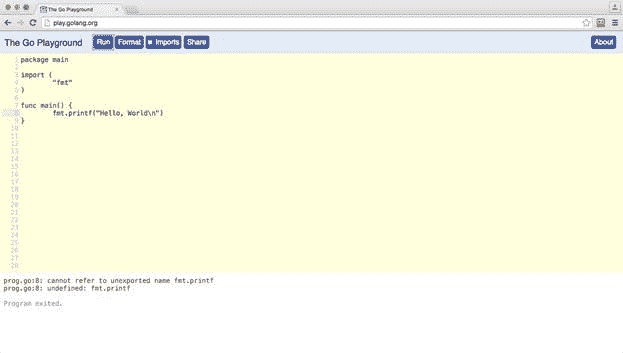 The Go Playground
play.golang.org
The Go Playground Run Format Imports Share About
1 package main
2
3 import (
4 "fmt"
5 )
6
7 func main() {
8 fmt.printf("Hello, World\n")
9 }
10
11
12
13
14
15
16
17
18
19
20
21
22
23
24
25
26
27
28
prog.go:8: cannot refer to unexported name fmt.printf
prog.go:8: undefined: fmt.printf
Program exited.